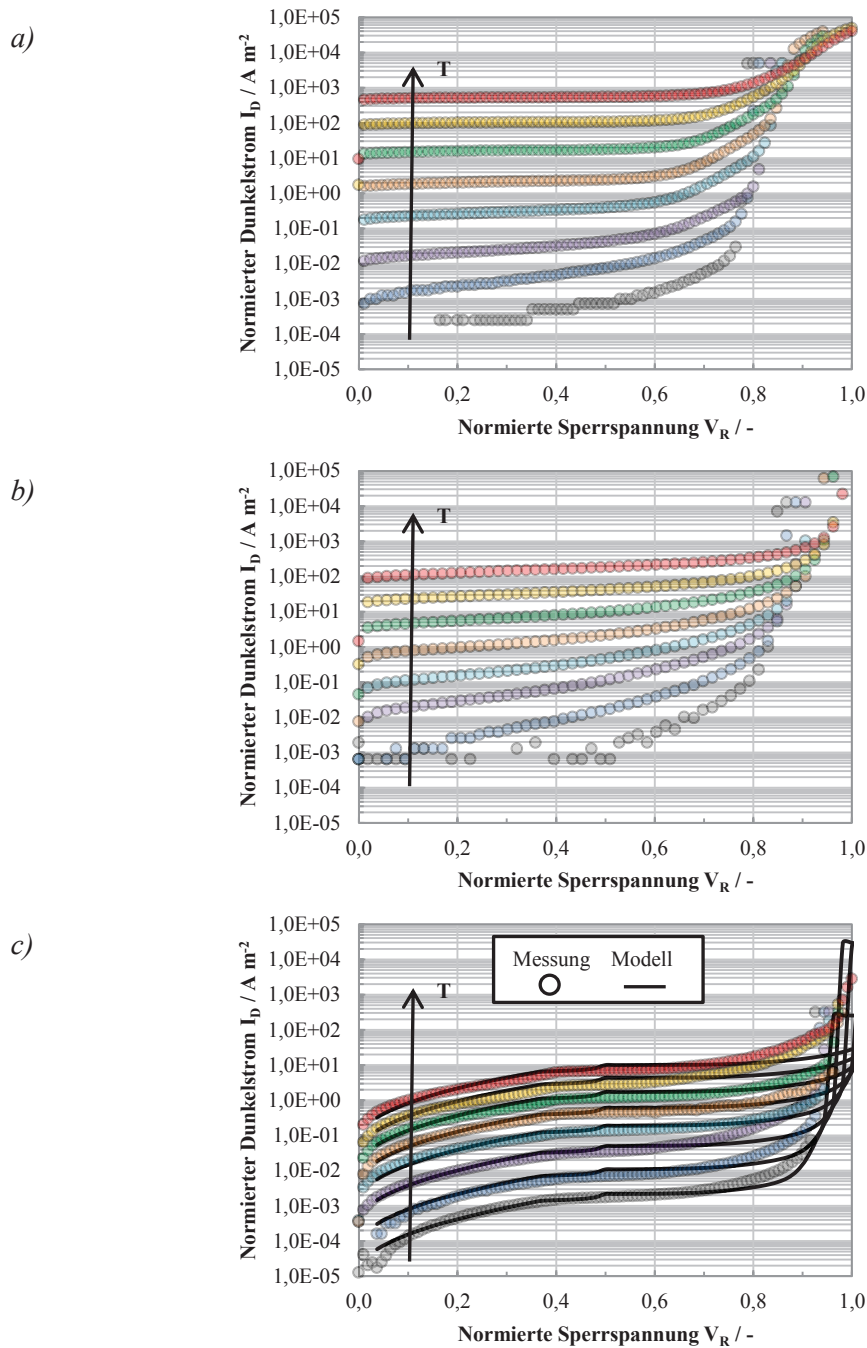 a)
Normierter Dunkelstrom I_D / A m⁻²
1,0E+05
1,0E+04
1,0E+03
1,0E+02
1,0E+01
1,0E+00
1,0E-01
1,0E-02
1,0E-03
1,0E-04
1,0E-05
T
0,0 0,2 0,4 0,6 0,8 1,0
Normierte Sperrspannung V_R / -
b)
Normierter Dunkelstrom I_D / A m⁻²
1,0E+05
1,0E+04
1,0E+03
1,0E+02
1,0E+01
1,0E+00
1,0E-01
1,0E-02
1,0E-03
1,0E-04
1,0E-05
T
0,0 0,2 0,4 0,6 0,8 1,0
Normierte Sperrspannung V_R / -
c)
Normierter Dunkelstrom I_D / A m⁻²
1,0E+05
1,0E+04
1,0E+03
1,0E+02
1,0E+01
1,0E+00
1,0E-01
1,0E-02
1,0E-03
1,0E-04
1,0E-05
Messung Modell
T
0,0 0,2 0,4 0,6 0,8 1,0
Normierte Sperrspannung V_R / -